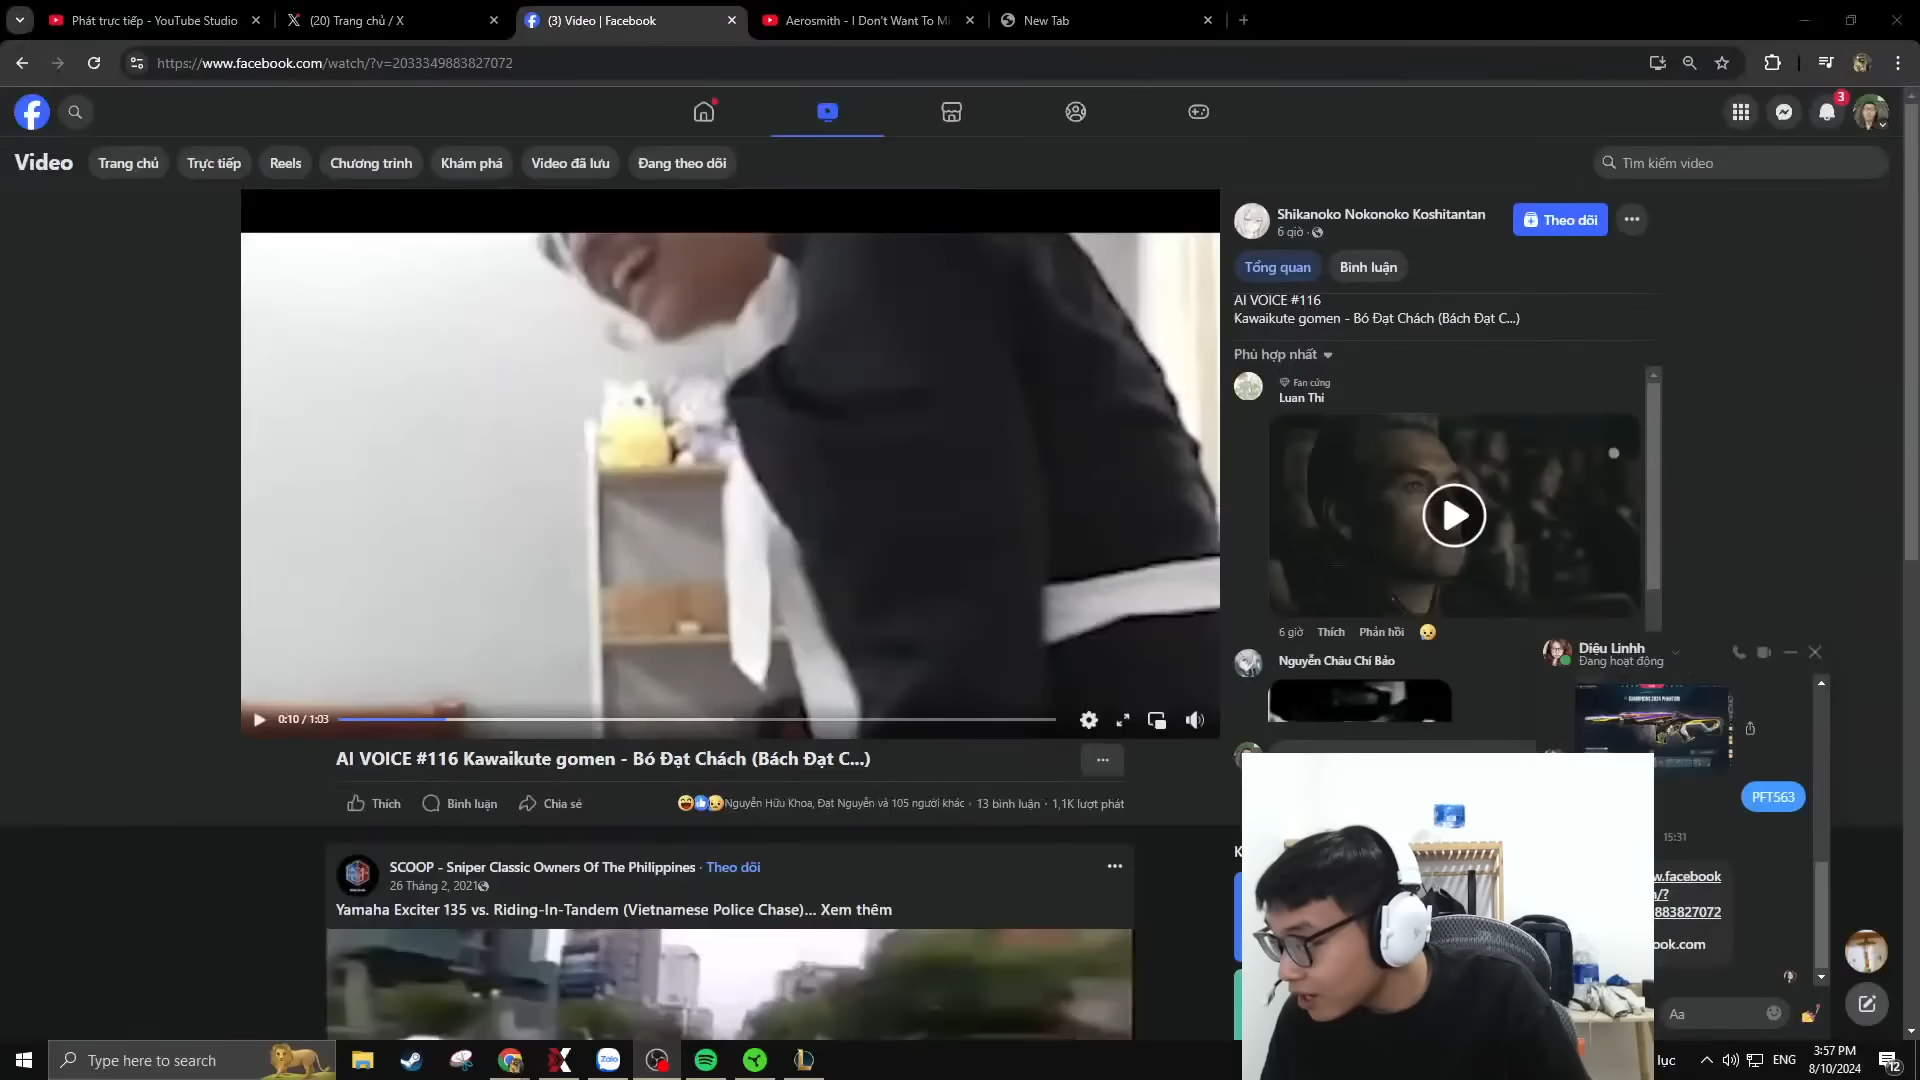 Phát trực tiếp - YouTube Studio
(20) Trang chủ / X
(3) Video | Facebook
Aerosmith - I Don't Want To Mi
New Tab
https://www.facebook.com/watch/?v=2033349883827072
3
Video
Trang chủ
Trực tiếp
Reels
Chương trình
Khám phá
Video đã lưu
Đang theo dõi
Tìm kiếm video
Shikanoko Nokonoko Koshitantan
6 giờ ·
Theo dõi
Tổng quan
Bình luận
AI VOICE #116
Kawaikute gomen - Bó Đạt Chách (Bách Đạt C...)
Phù hợp nhất
Fan cứng
Luan Thi
6 giờ Thích Phản hồi
Nguyễn Châu Chí Bảo
0:10 / 1:03
AI VOICE #116 Kawaikute gomen - Bó Đạt Chách (Bách Đạt C...)
Thích
Bình luận
Chia sẻ
Nguyễn Hữu Khoa, Đạt Nguyễn và 105 người khác · 13 bình luận · 1,1K lượt phát
SCOOP - Sniper Classic Owners Of The Philippines · Theo dõi
26 Tháng 2, 2021
Yamaha Exciter 135 vs. Riding-In-Tandem (Vietnamese Police Chase)... Xem thêm
Diệu Linhh
Đang hoạt động
PFT563
15:31
w.facebook
/?
883827072
ook.com
Aa
Type here to search
Zalo
lục
ENG
3:57 PM
8/10/2024
12